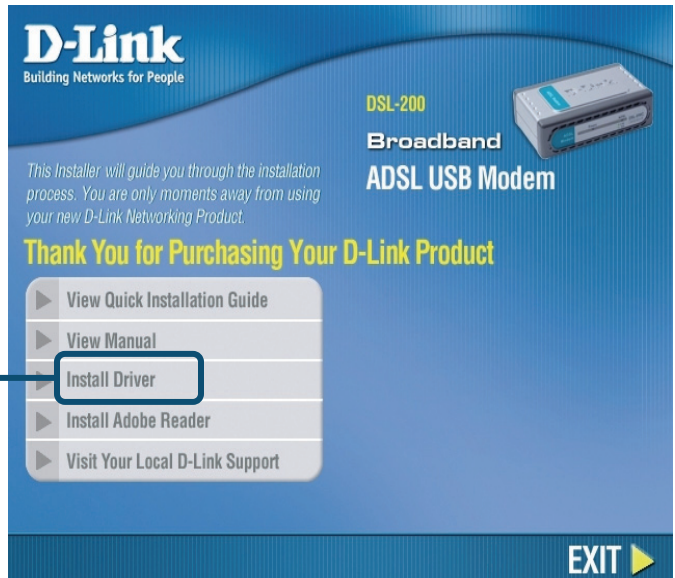 D-Link
Building Networks for People
DSL-200
Broadband
ADSL USB Modem
This Installer will guide you through the installation
process. You are only moments away from using
your new D-Link Networking Product.
Thank You for Purchasing Your D-Link Product
View Quick Installation Guide
View Manual
Install Driver
Install Adobe Reader
Visit Your Local D-Link Support
EXIT